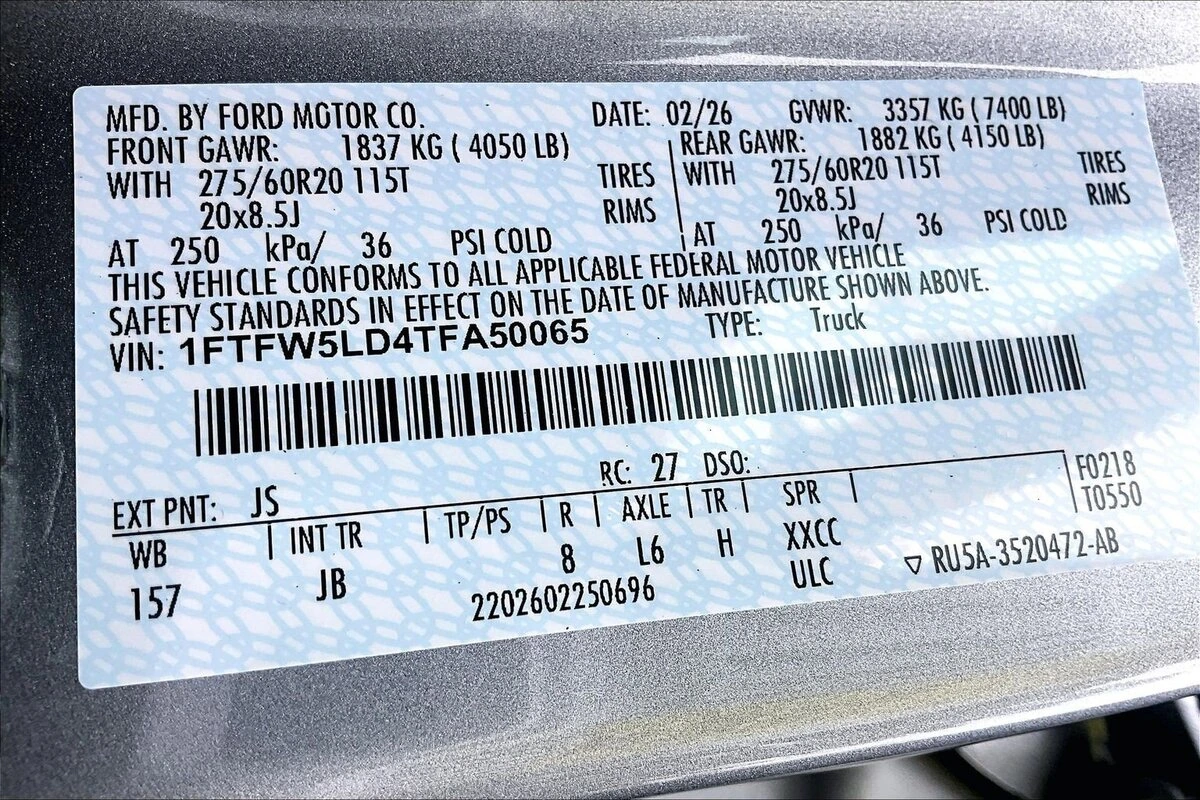 MFD. BY FORD MOTOR CO. DATE: 02/26 GVWR: 3357 KG ( 7400 LB)
FRONT GAWR: 1837 KG ( 4050 LB) REAR GAWR: 1882 KG ( 4150 LB)
WITH 275/60R20 115T TIRES WITH 275/60R20 115T TIRES
20x8.5J RIMS 20x8.5J RIMS
AT 250 kPa/ 36 PSI COLD AT 250 kPa/ 36 PSI COLD
THIS VEHICLE CONFORMS TO ALL APPLICABLE FEDERAL MOTOR VEHICLE
SAFETY STANDARDS IN EFFECT ON THE DATE OF MANUFACTURE SHOWN ABOVE.
VIN: 1FTFW5LD4TFA50065 TYPE: Truck
EXT PNT: JS RC: 27 DSO: F0218
WB INT TR TP/PS R AXLE TR SPR T0550
157 JB 8 L6 H XXCC
2202602250696 ULC ▽ RU5A-3520472-AB